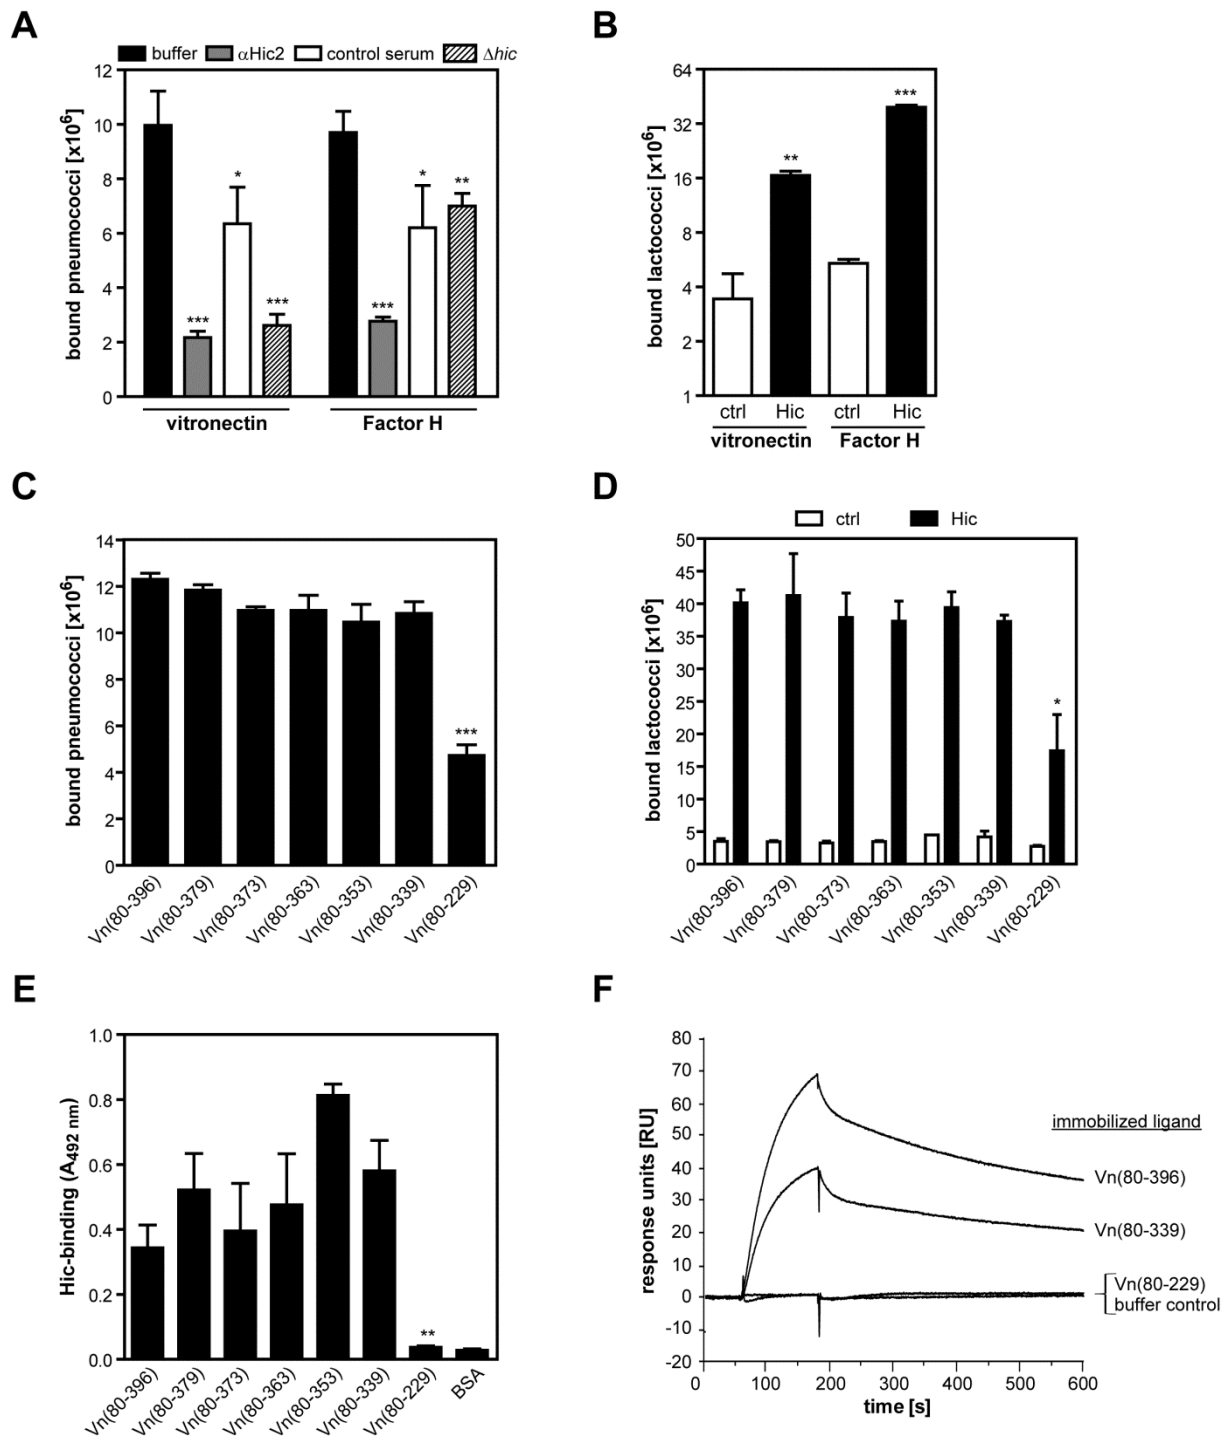 A
buffer αHic2 control serum Δhic
bound pneumococci [x10⁶]
12
10
8
6
4
2
0
***
*
***
***
*
**
vitronectin Factor H
B
bound lactococci [x10⁶]
64
32
16
8
4
2
1
**
***
ctrl Hic ctrl Hic
vitronectin Factor H
C
bound pneumococci [x10⁶]
14
12
10
8
6
4
2
0
***
Vn(80-396) Vn(80-379) Vn(80-373) Vn(80-363) Vn(80-353) Vn(80-339) Vn(80-229)
D
ctrl Hic
bound lactococci [x10⁶]
50
45
40
35
30
25
20
15
10
5
0
*
Vn(80-396) Vn(80-379) Vn(80-373) Vn(80-363) Vn(80-353) Vn(80-339) Vn(80-229)
E
Hic-binding (A492 nm)
1.0
0.8
0.6
0.4
0.2
0.0
**
Vn(80-396) Vn(80-379) Vn(80-373) Vn(80-363) Vn(80-353) Vn(80-339) Vn(80-229) BSA
F
response units [RU]
80
70
60
50
40
30
20
10
0
-10
-20
0 100 200 300 400 500 600
time [s]
immobilized ligand
Vn(80-396)
Vn(80-339)
Vn(80-229)
buffer control